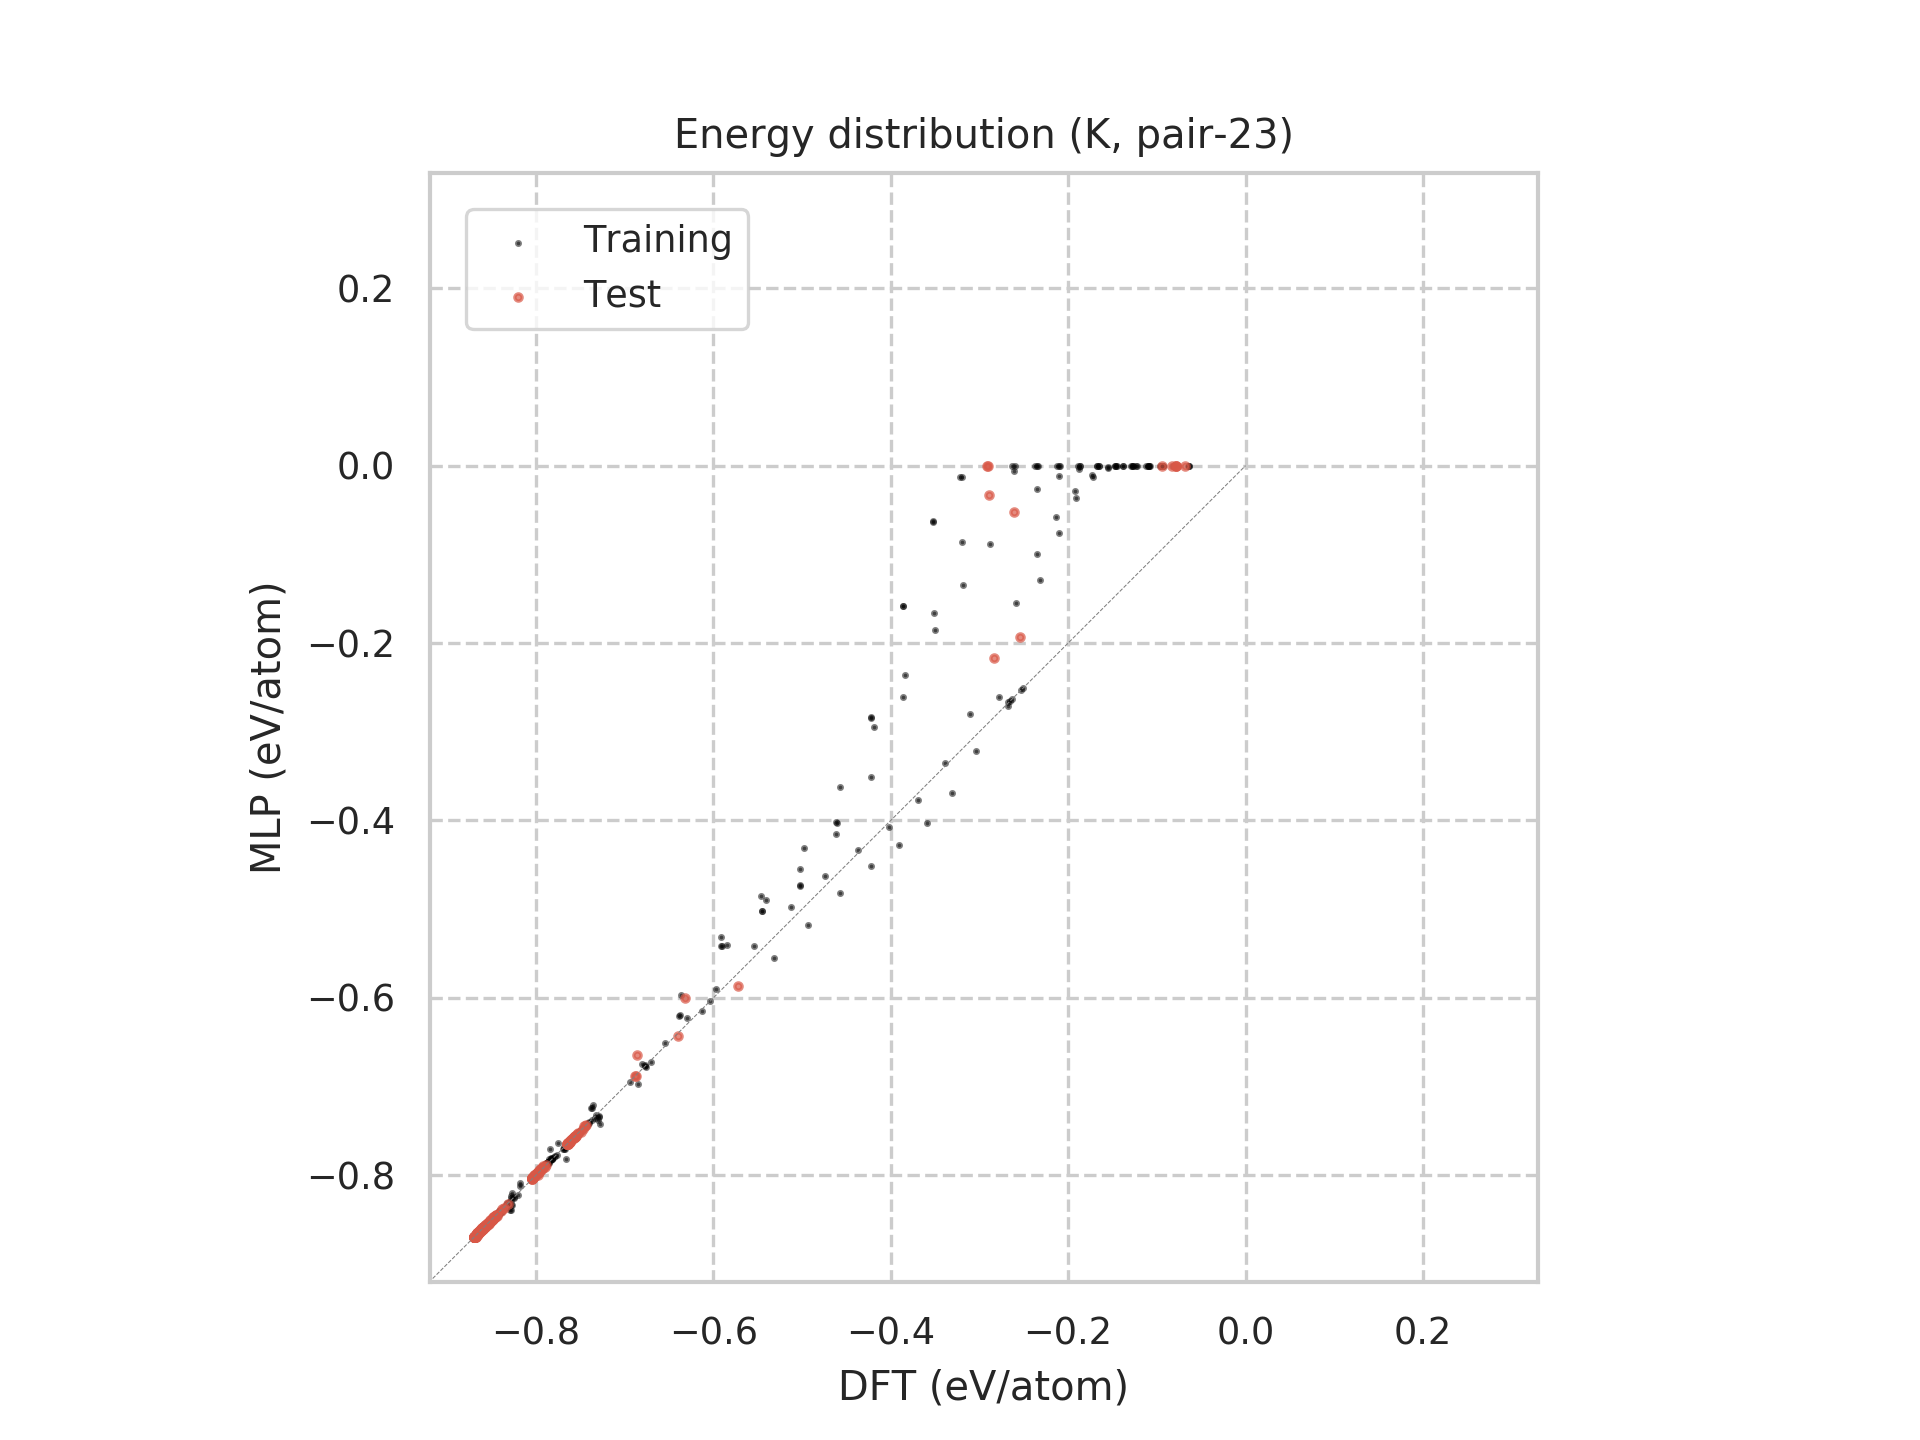 Energy distribution (K, pair-23)
Training
Test
0.2
0.0
−0.2
−0.4
−0.6
−0.8
MLP (eV/atom)
−0.8 −0.6 −0.4 −0.2 0.0 0.2
DFT (eV/atom)